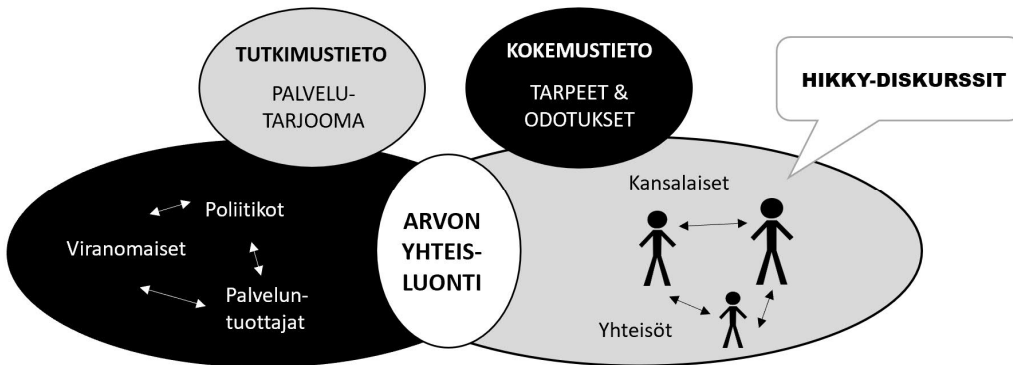 TUTKIMUSTIETO
PALVELU-
TARJOOMA
KOKEMUSTIETO
TARPEET &
ODOTUKSET
HIKKY-DISKURSSIT
Poliitikot
Viranomaiset
Palvelun-
tuottajat
ARVON
YHTEIS-
LUONTI
Kansalaiset
Yhteisöt